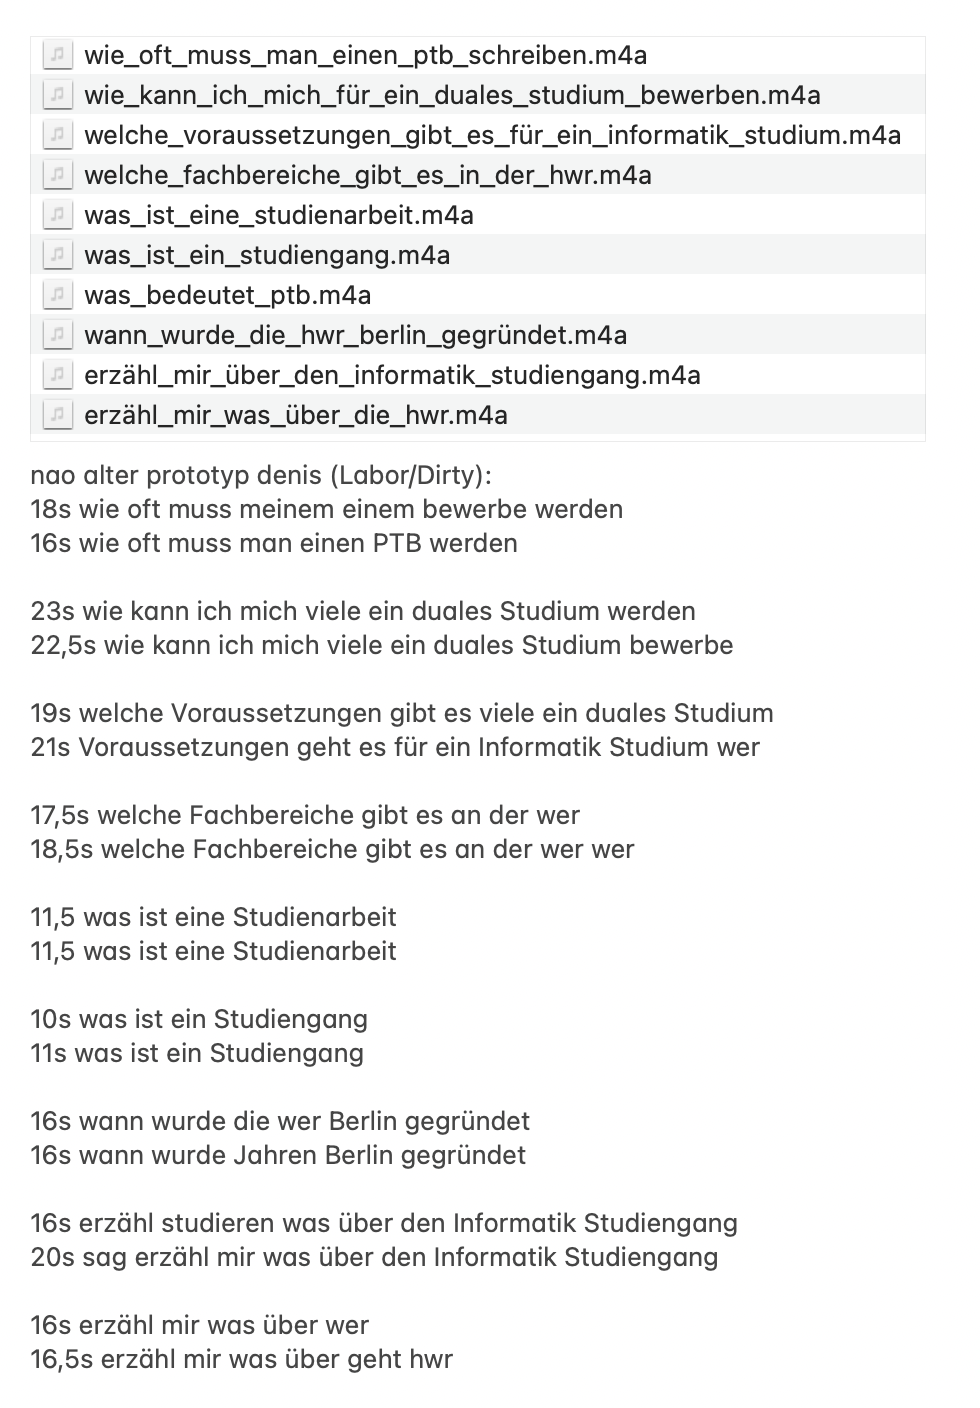 wie_oft_muss_man_einen_ptb_schreiben.m4a
wie_kann_ich_mich_für_ein_duales_studium_bewerben.m4a
welche_voraussetzungen_gibt_es_für_ein_informatik_studium.m4a
welche_fachbereiche_gibt_es_in_der_hwr.m4a
was_ist_eine_studienarbeit.m4a
was_ist_ein_studiengang.m4a
was_bedeutet_ptb.m4a
wann_wurde_die_hwr_berlin_gegründet.m4a
erzähl_mir_über_den_informatik_studiengang.m4a
erzähl_mir_was_über_die_hwr.m4a
nao alter prototyp denis (Labor/Dirty):
18s wie oft muss meinem einem bewerbe werden
16s wie oft muss man einen PTB werden
23s wie kann ich mich viele ein duales Studium werden
22,5s wie kann ich mich viele ein duales Studium bewerbe
19s welche Voraussetzungen gibt es viele ein duales Studium
21s Voraussetzungen geht es für ein Informatik Studium wer
17,5s welche Fachbereiche gibt es an der wer
18,5s welche Fachbereiche gibt es an der wer wer
11,5 was ist eine Studienarbeit
11,5 was ist eine Studienarbeit
10s was ist ein Studiengang
11s was ist ein Studiengang
16s wann wurde die wer Berlin gegründet
16s wann wurde Jahren Berlin gegründet
16s erzähl studieren was über den Informatik Studiengang
20s sag erzähl mir was über den Informatik Studiengang
16s erzähl mir was über wer
16,5s erzähl mir was über geht hwr